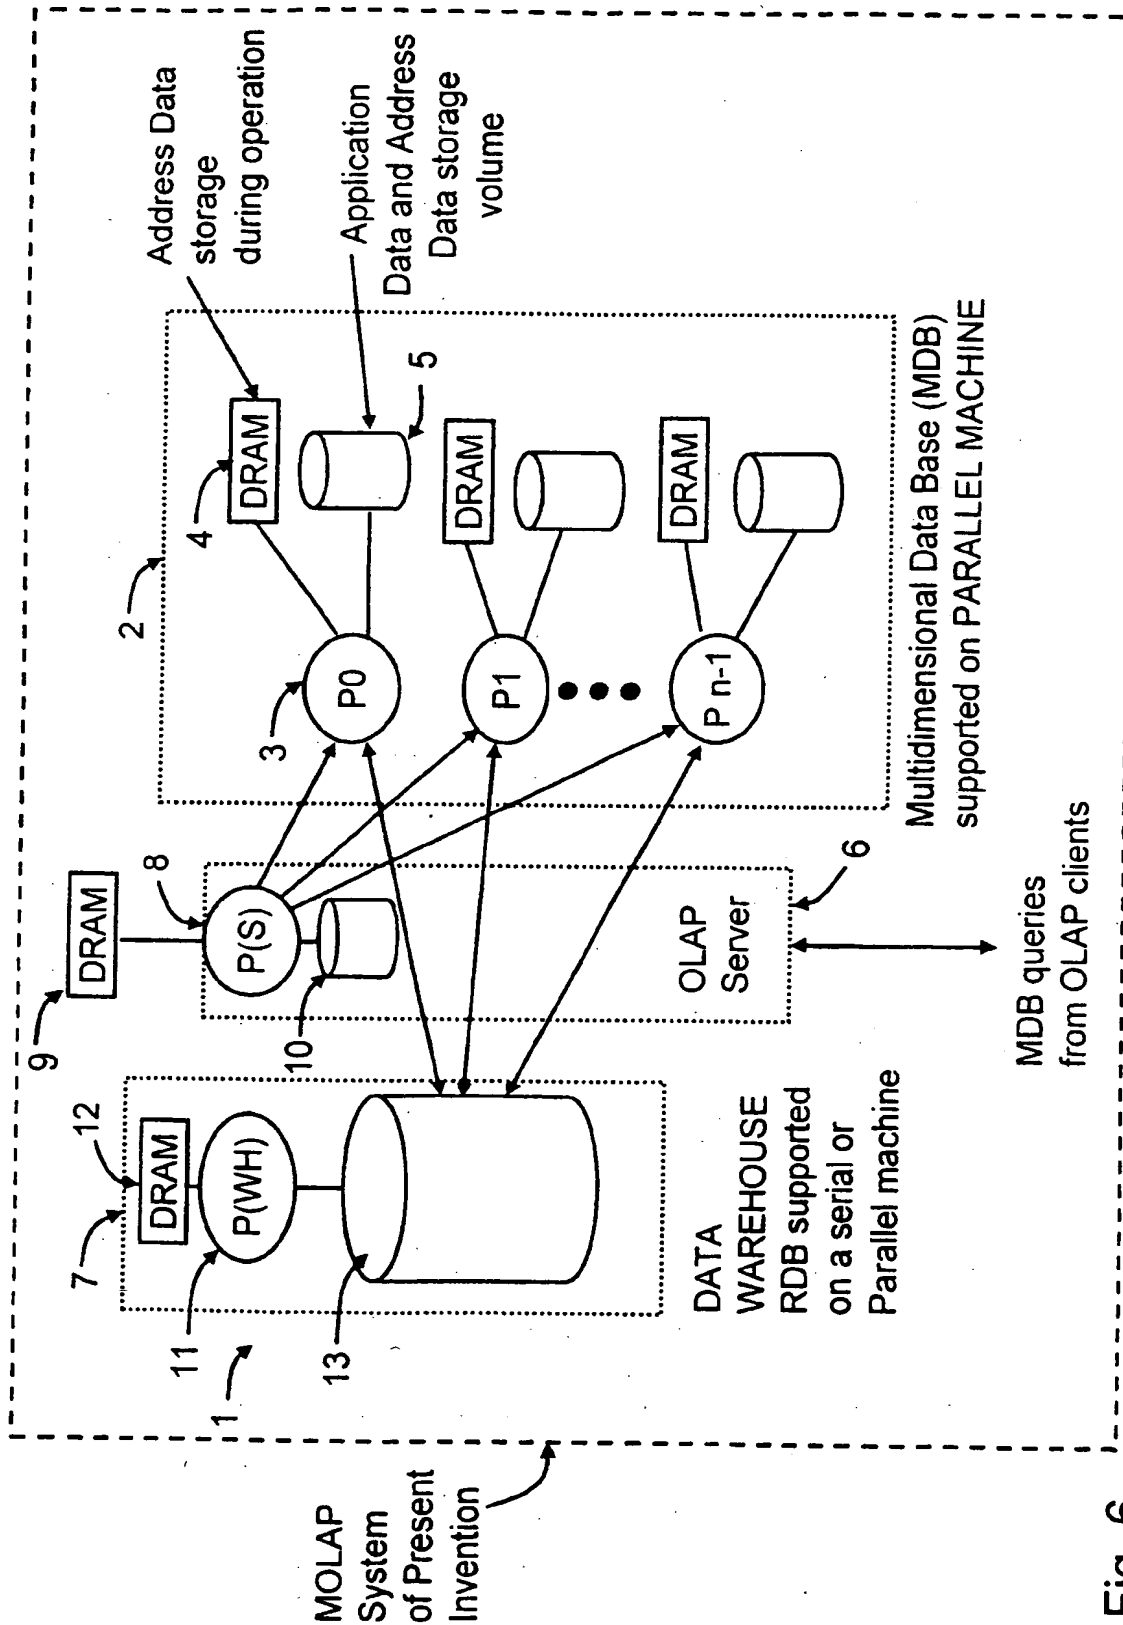 MOLAP
System
of Present
Invention
1
7
12
DRAM
11
P(WH)
13
DATA
WAREHOUSE
RDB supported
on a serial or
Parallel machine
9
DRAM
8
P(S)
10
OLAP
Server
6
MDB queries
from OLAP clients
2
3
P0
4
DRAM
5
P1
DRAM
P n-1
DRAM
Multidimensional Data Base (MDB)
supported on PARALLEL MACHINE
Address Data
storage
during operation
Application
Data and Address
Data storage
volume
Fig. 6